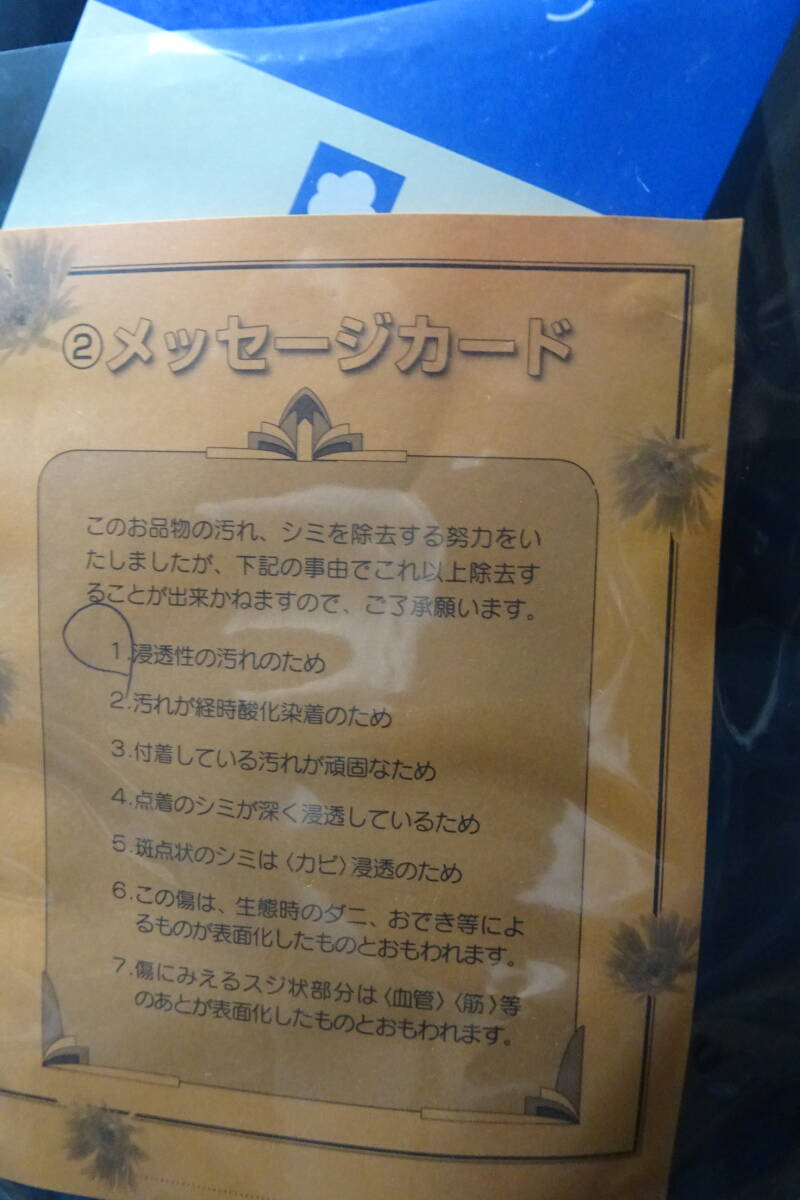 ②メッセージカード
このお品物の汚れ、シミを除去する努力をい
たしましたが、下記の事由でこれ以上除去す
ることが出来かねますので、ご了承願います。
1.浸透性の汚れのため
2.汚れが経時酸化染着のため
3.付着している汚れが頑固なため
4.点着のシミが深く浸透しているため
5.斑点状のシミは〈カビ〉浸透のため
6.この傷は、生態時のダニ、おでき等によ
るものが表面化したものとおもわれます。
7.傷にみえるスジ状部分は〈血管〉〈筋〉等
のあとが表面化したものとおもわれます。